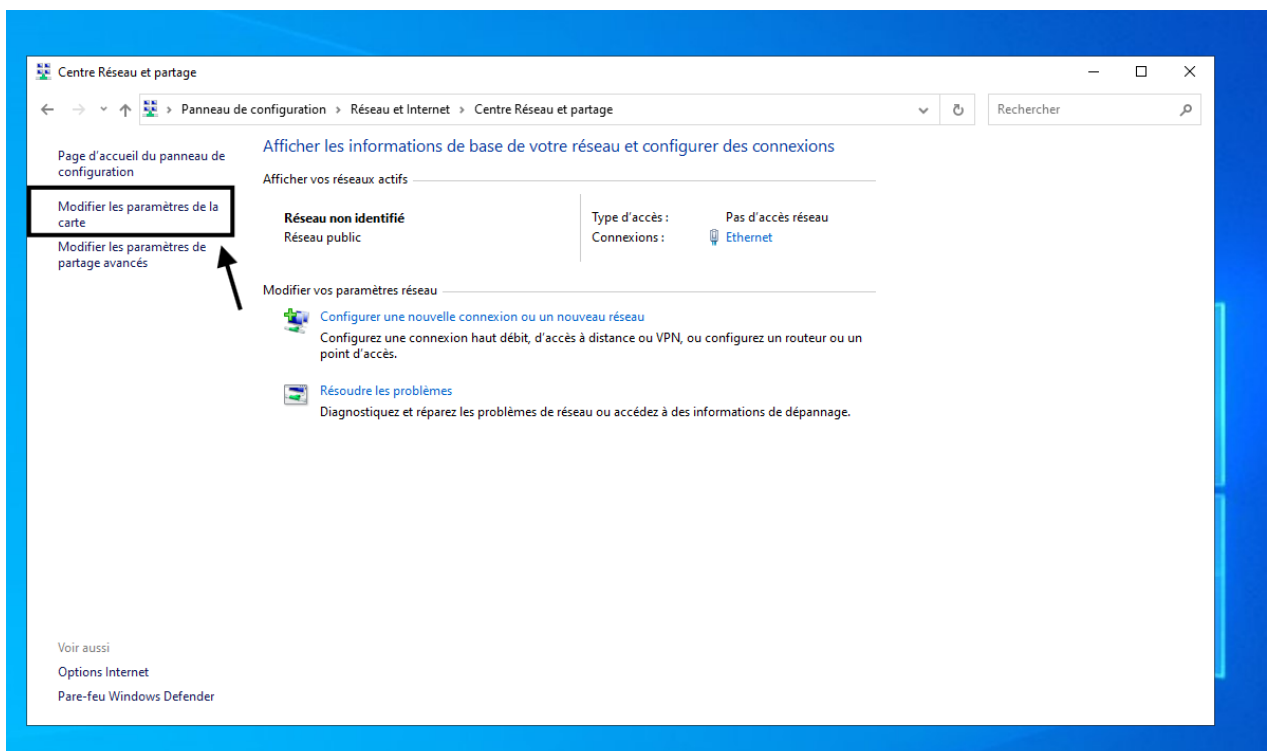 Centre Réseau et partage
Panneau de configuration > Réseau et Internet > Centre Réseau et partage
Rechercher
Page d'accueil du panneau de
configuration
Modifier les paramètres de la
carte
Modifier les paramètres de
partage avancés
Afficher les informations de base de votre réseau et configurer des connexions
Afficher vos réseaux actifs
Réseau non identifié
Réseau public
Type d'accès : Pas d'accès réseau
Connexions : Ethernet
Modifier vos paramètres réseau
Configurer une nouvelle connexion ou un nouveau réseau
Configurez une connexion haut débit, d'accès à distance ou VPN, ou configurez un routeur ou un
point d'accès.
Résoudre les problèmes
Diagnostiquez et réparez les problèmes de réseau ou accédez à des informations de dépannage.
Voir aussi
Options Internet
Pare-feu Windows Defender